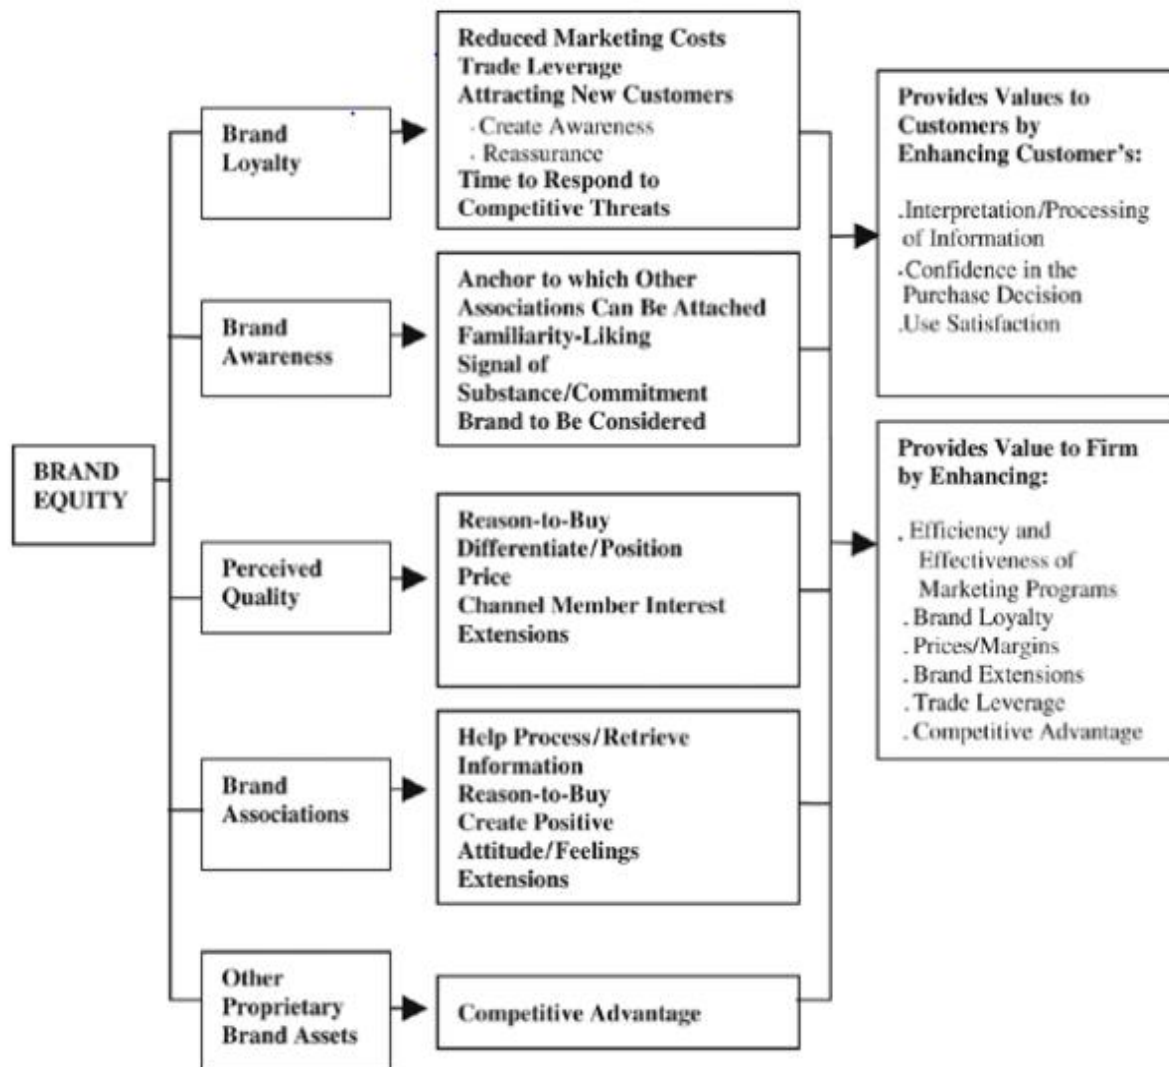 BRAND
EQUITY
Brand
Loyalty
Reduced Marketing Costs
Trade Leverage
Attracting New Customers
. Create Awareness
. Reassurance
Time to Respond to
Competitive Threats
Brand
Awareness
Anchor to which Other
Associations Can Be Attached
Familiarity-Liking
Signal of
Substance/Commitment
Brand to Be Considered
Perceived
Quality
Reason-to-Buy
Differentiate/Position
Price
Channel Member Interest
Extensions
Brand
Associations
Help Process/Retrieve
Information
Reason-to-Buy
Create Positive
Attitude/Feelings
Extensions
Other
Proprietary
Brand Assets
Competitive Advantage
Provides Values to
Customers by
Enhancing Customer's:
.Interpretation/Processing
of Information
.Confidence in the
Purchase Decision
.Use Satisfaction
Provides Value to Firm
by Enhancing:
. Efficiency and
Effectiveness of
Marketing Programs
. Brand Loyalty
. Prices/Margins
. Brand Extensions
. Trade Leverage
. Competitive Advantage